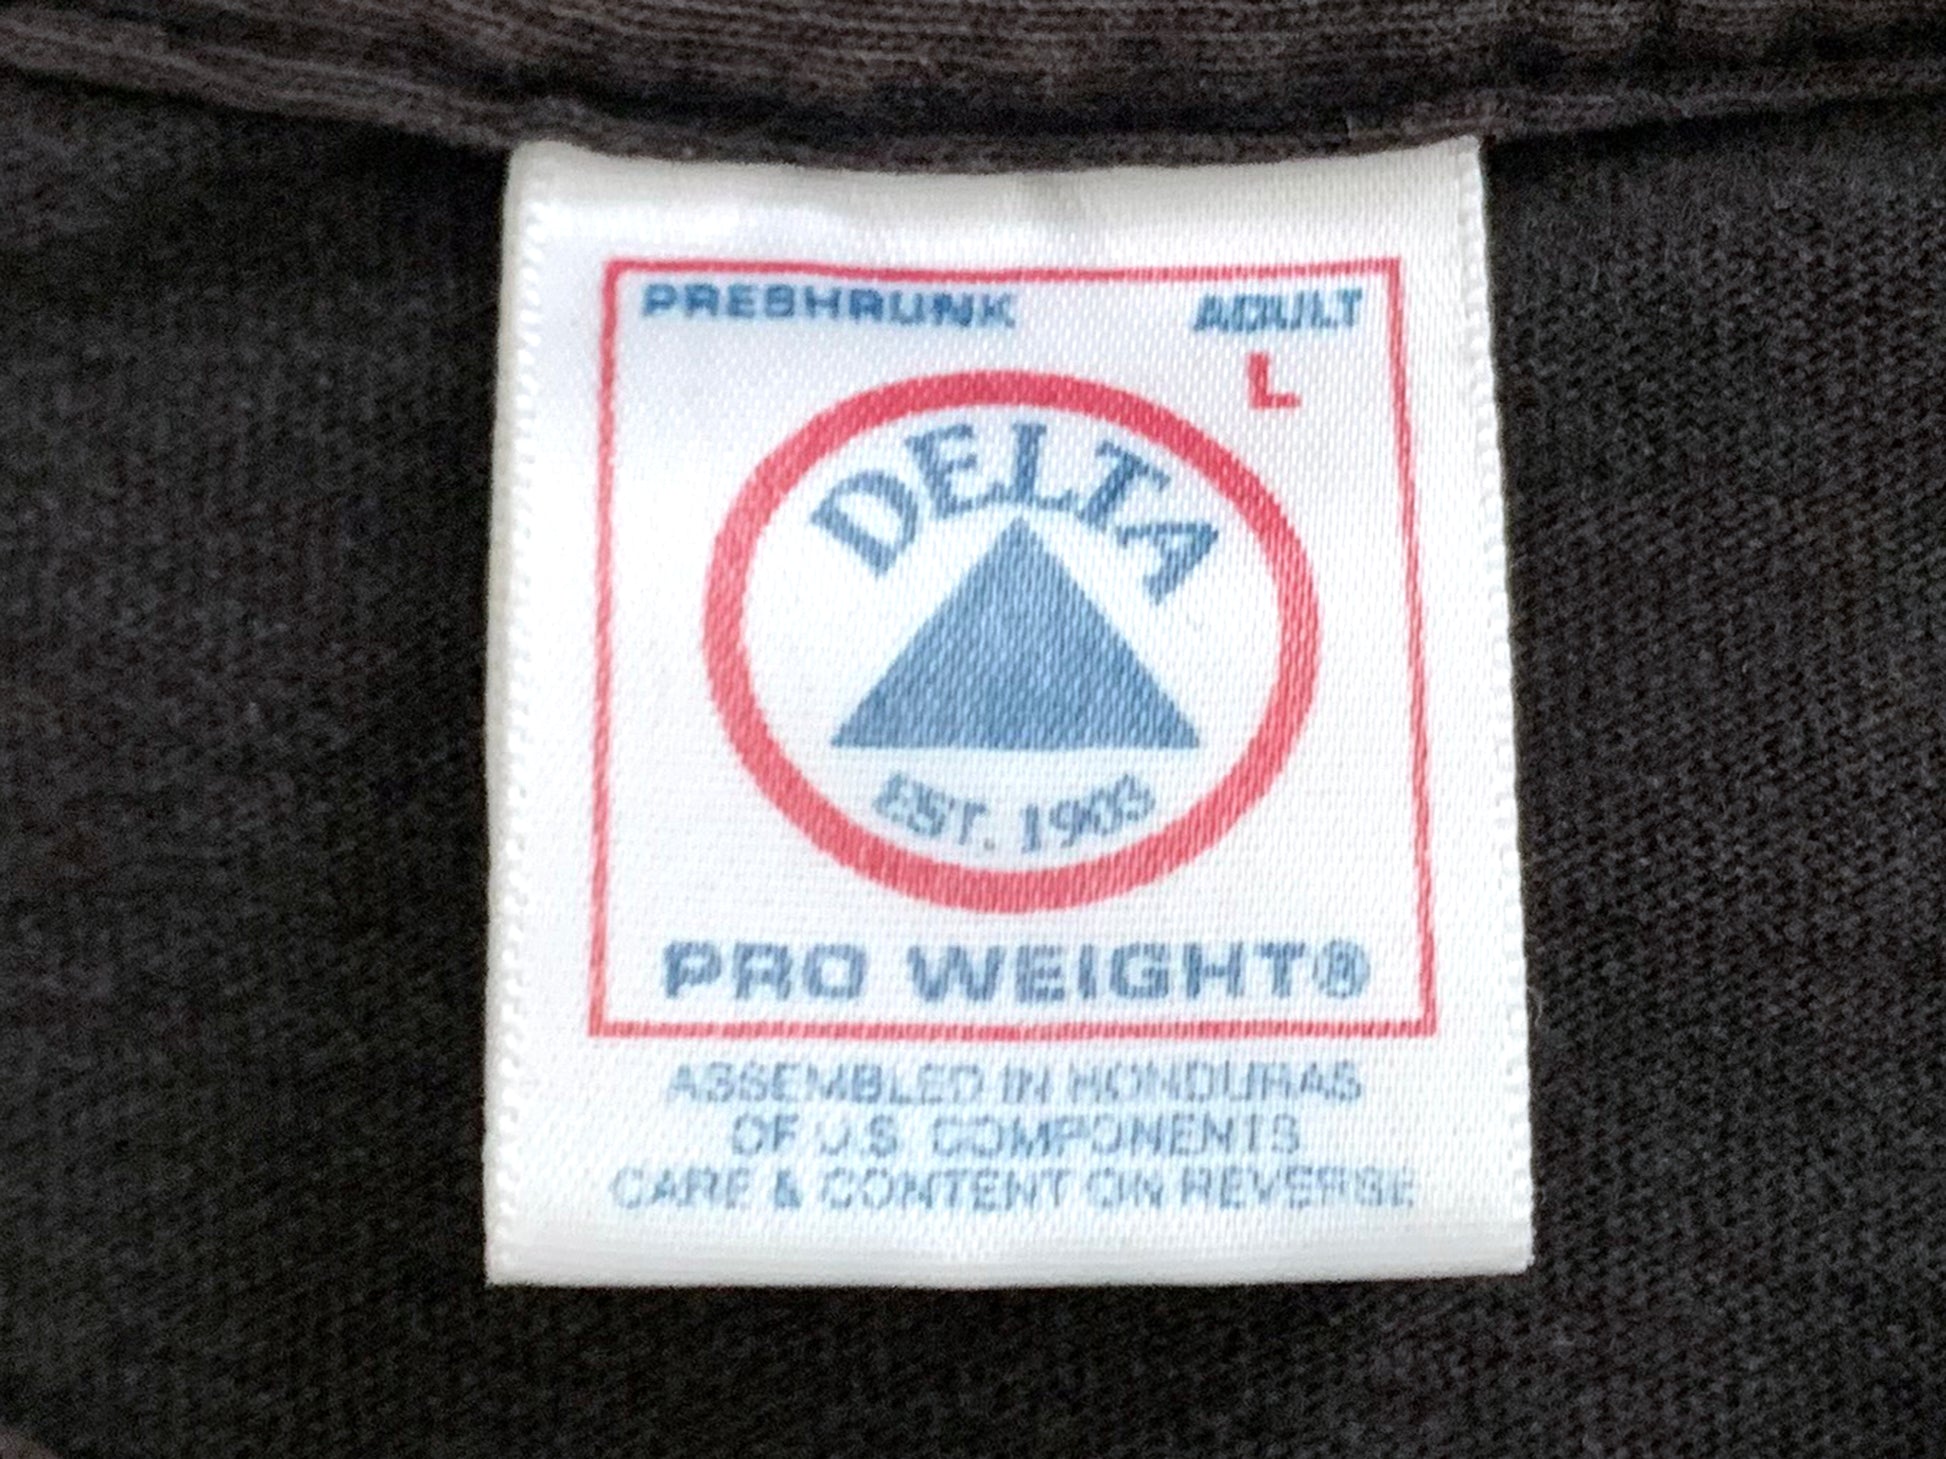 PRESHRUNK ADULT
L
DELTA
EST. 1903
PRO WEIGHT®
ASSEMBLED IN HONDURAS
OF U.S. COMPONENTS
CARE & CONTENT ON REVERSE